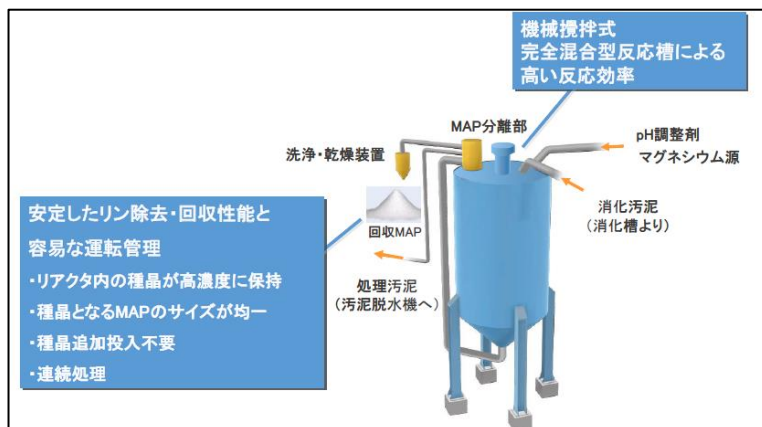 機械攪拌式
完全混合型反応槽による
高い反応効率
MAP分離部
pH調整剤
マグネシウム源
洗浄・乾燥装置
消化汚泥
(消化槽より)
回収MAP
処理汚泥
(汚泥脱水機へ)
安定したリン除去・回収性能と
容易な運転管理
・リアクタ内の種晶が高濃度に保持
・種晶となるMAPのサイズが均一
・種晶追加投入不要
・連続処理